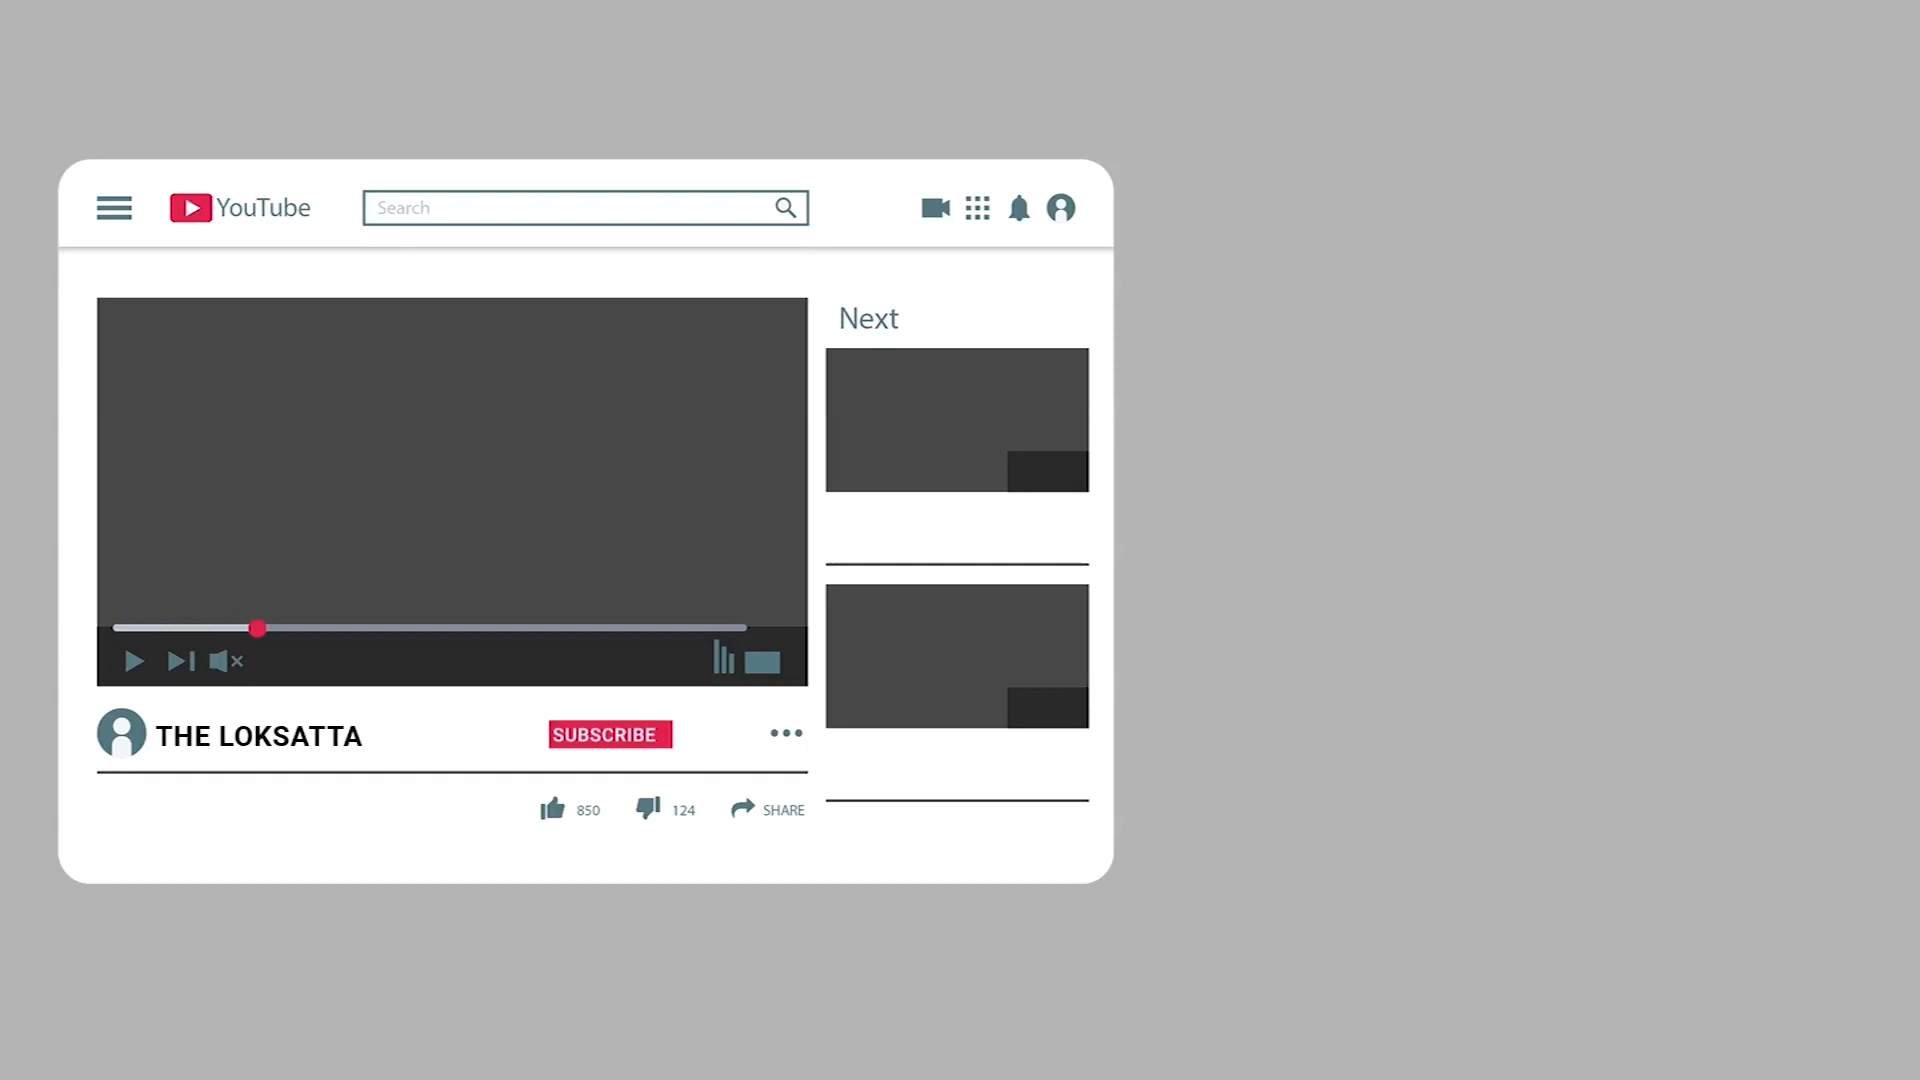 YouTube
Search
Next
THE LOKSATTA
SUBSCRIBE
850
124
SHARE